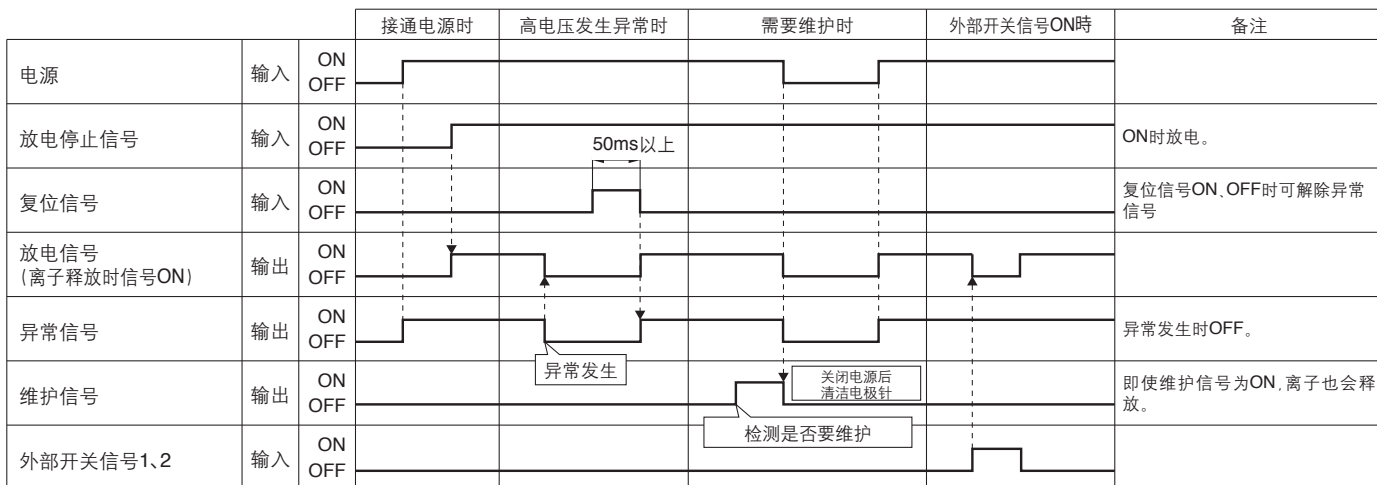 接通电源时 高电压发生异常时 需要维护时 外部开关信号ON時 备注
电源 输入 ON
OFF
放电停止信号 输入 ON
OFF
50ms以上
ON时放电。
复位信号 输入 ON
OFF
复位信号ON、OFF时可解除异常
信号
放电信号
(离子释放时信号ON) 输出 ON
OFF
异常信号 输出 ON
OFF
异常发生时OFF。
异常发生
维护信号 输出 ON
OFF
关闭电源后
清洁电极针
即使维护信号为ON,离子也会释
放。
检测是否要维护
外部开关信号1、2 输入 ON
OFF